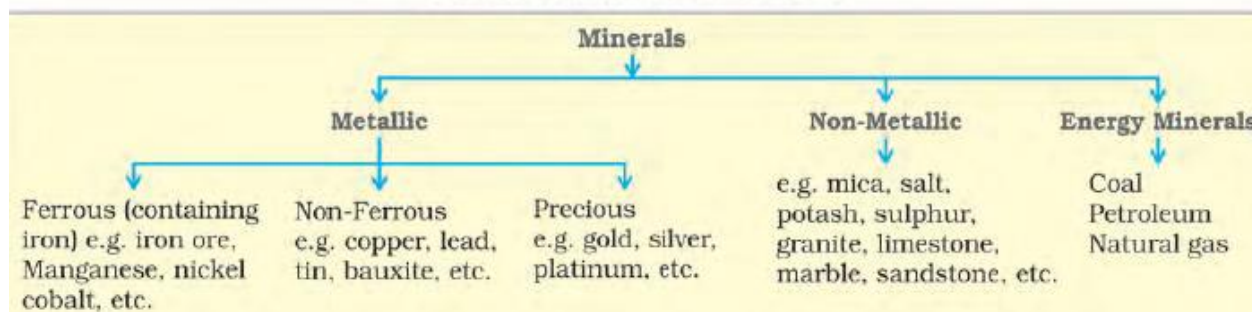 Minerals
Metallic
Non-Metallic
Energy Minerals
Ferrous (containing
iron) e.g. iron ore,
Manganese, nickel
cobalt, etc.
Non-Ferrous
e.g. copper, lead,
tin, bauxite, etc.
Precious
e.g. gold, silver,
platinum, etc.
e.g. mica, salt,
potash, sulphur,
granite, limestone,
marble, sandstone, etc.
Coal
Petroleum
Natural gas